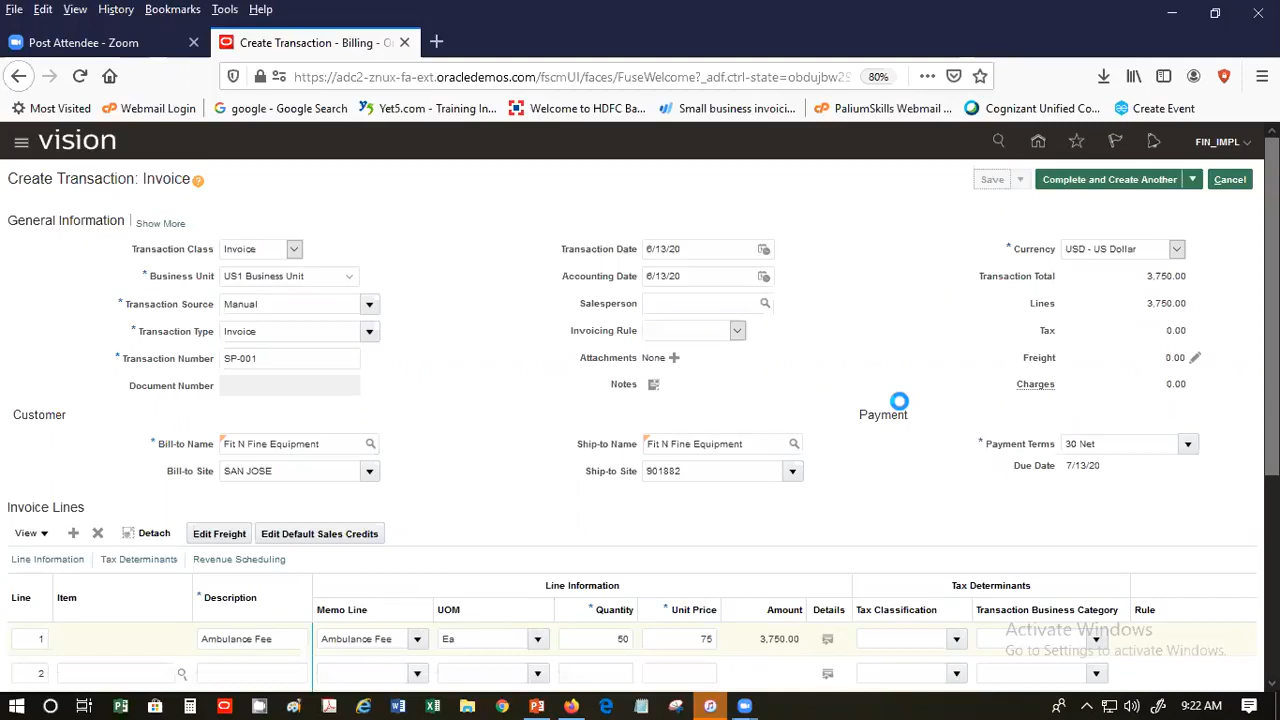 File Edit View History Bookmarks Tools Help
Post Attendee - Zoom
Create Transaction - Billing - O
https://adc2-znux-fa-ext.oracledemos.com/fscmUI/faces/FuseWelcome?_adf.ctrl-state=obdujbw29 80%
Most Visited Webmail Login google - Google Search Yet5.com - Training In... Welcome to HDFC Ba... Small business invoici... PaliumSkills Webmail ... Cognizant Unified Co... Create Event
vision FIN_IMPL
Create Transaction: Invoice Save Complete and Create Another Cancel
General Information Show More
Transaction Class Invoice Transaction Date 6/13/20 * Currency USD - US Dollar
* Business Unit US1 Business Unit Accounting Date 6/13/20 Transaction Total 3,750.00
* Transaction Source Manual Salesperson Lines 3,750.00
* Transaction Type Invoice Invoicing Rule Tax 0.00
* Transaction Number SP-001 Attachments None Freight 0.00
Document Number Notes Charges 0.00
Customer Payment
* Bill-to Name Fit N Fine Equipment Ship-to Name Fit N Fine Equipment * Payment Terms 30 Net
Bill-to Site SAN JOSE Ship-to Site 901882 Due Date 7/13/20
Invoice Lines
View Detach Edit Freight Edit Default Sales Credits
Line Information Tax Determinants Revenue Scheduling
Line Information Tax Determinants
Line Item * Description Memo Line UOM * Quantity * Unit Price Amount Details Tax Classification Transaction Business Category Rule
1 Ambulance Fee Ambulance Fee Ea 50 75 3,750.00
Activate Windows
Go to Settings to activate Windows.
2
9:22 AM